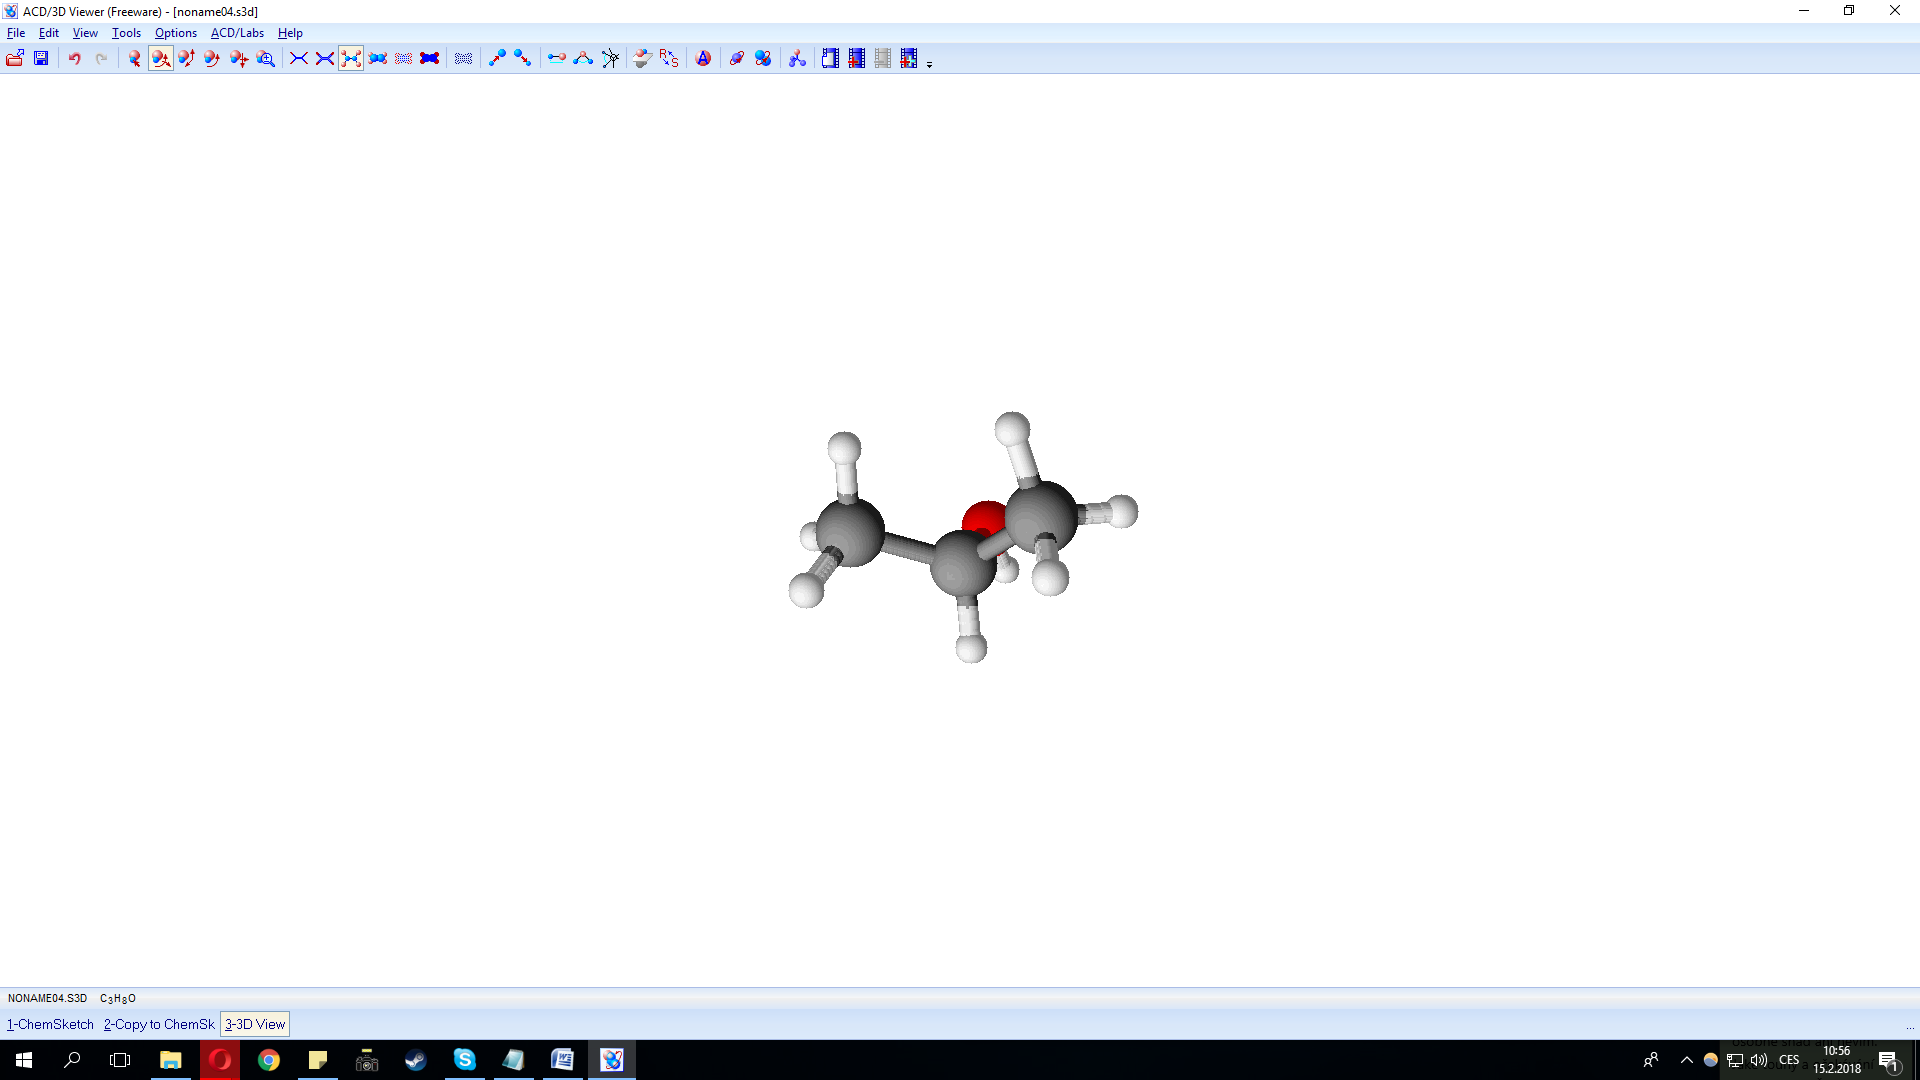 ACD/3D Viewer (Freeware) - [noname04.s3d]
File Edit View Tools Options ACD/Labs Help
NONAME04.S3D C3H8O
1-ChemSketch 2-Copy to ChemSk 3-3D View
...
CES
10:56
15.2.2018
1